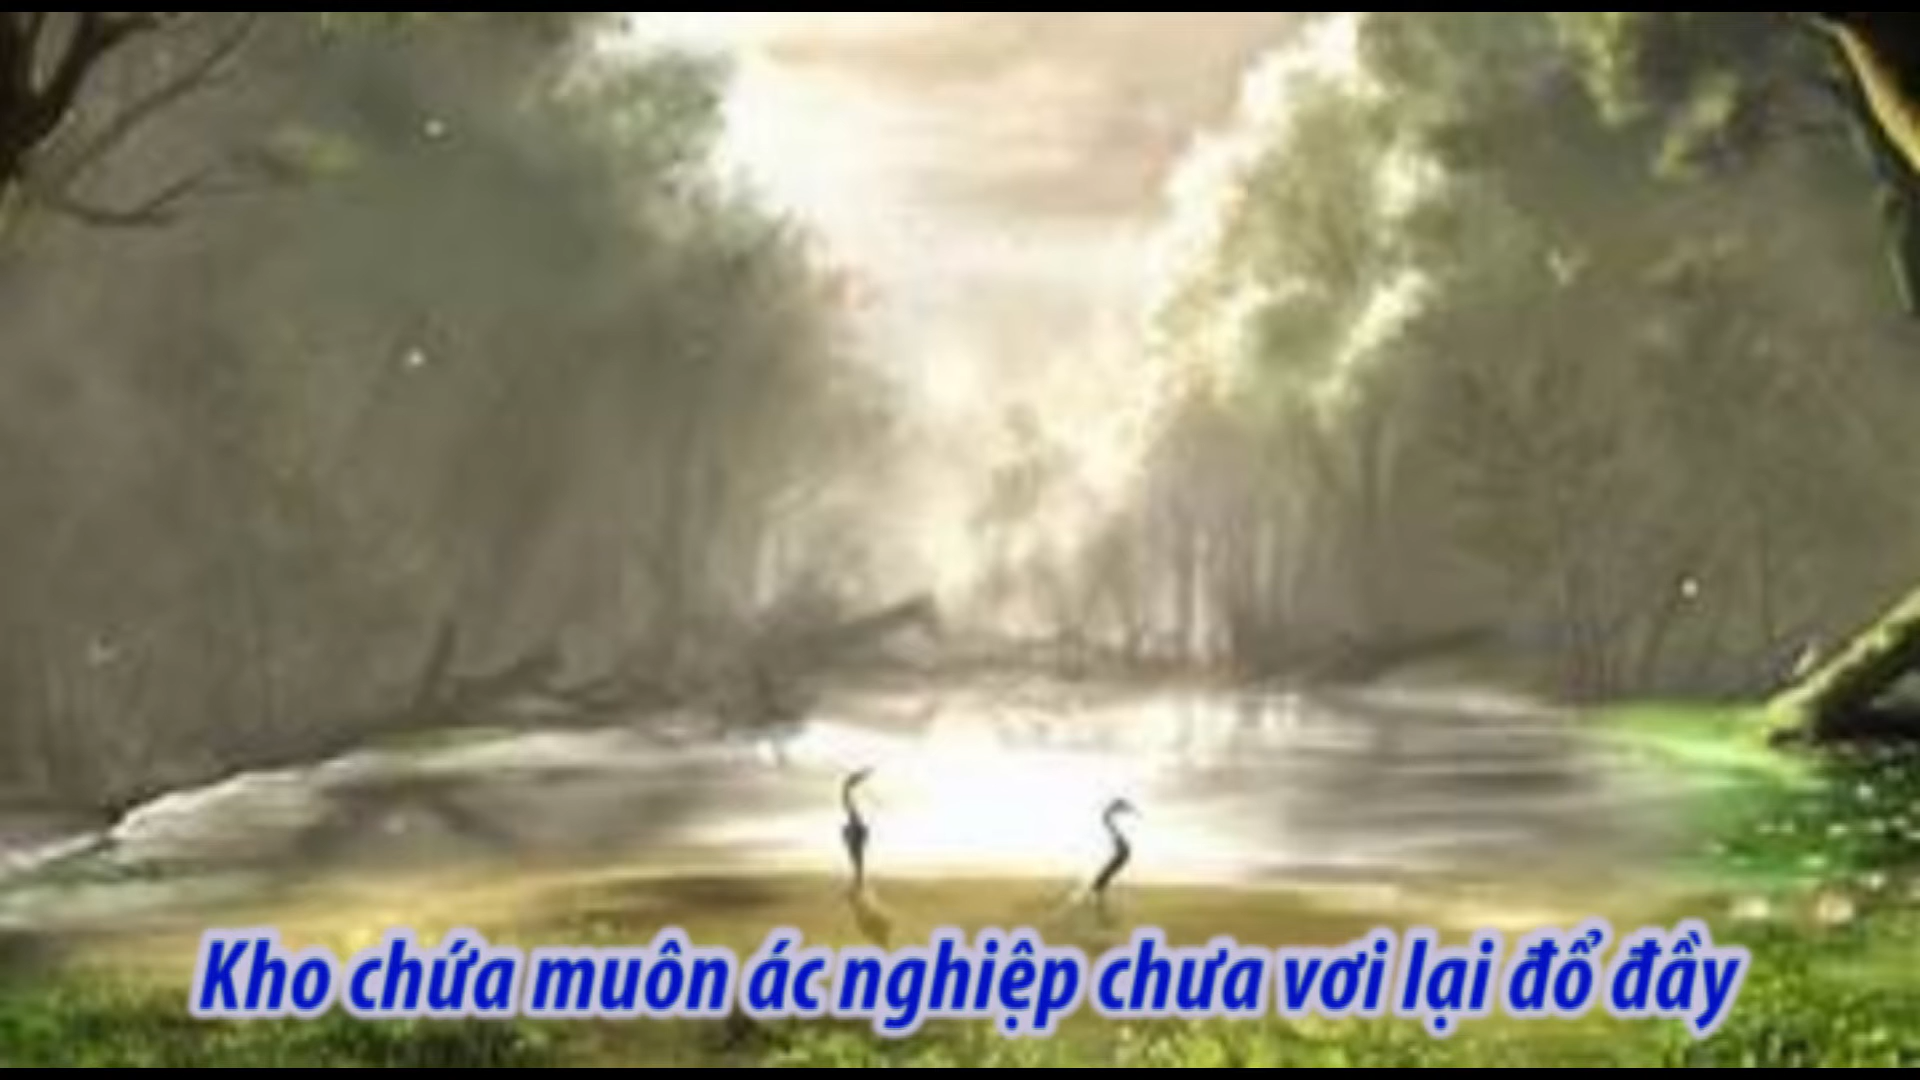 Kho chứa muôn ác nghiệp chưa vơi lại đổ đầy